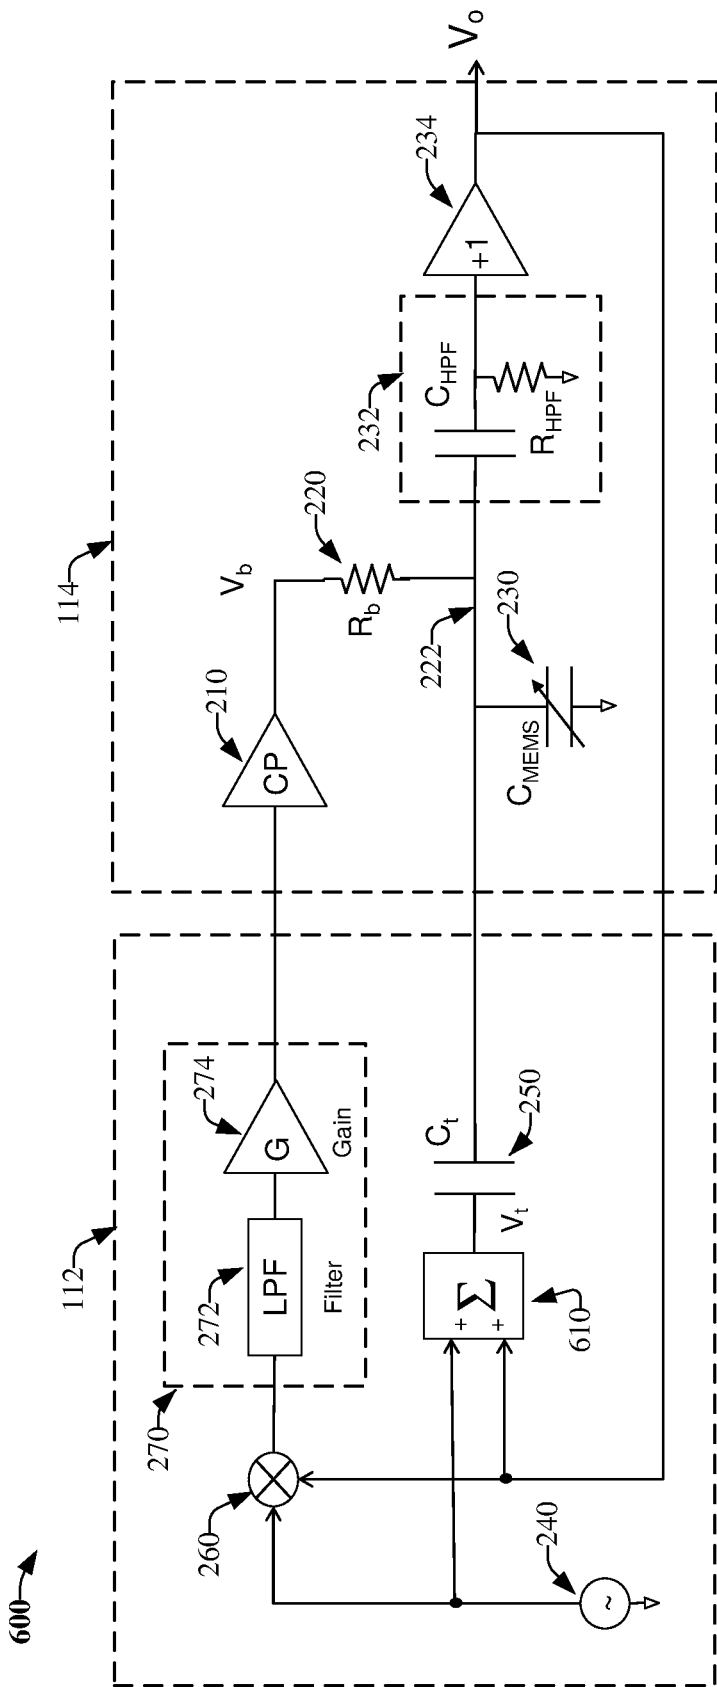 600
112
114
270
272
274
260
LPF
Filter
G
Gain
210
CP
V_b
220
R_b
222
232
C_HPF
R_HPF
234
+1
V_o
230
C_MEMS
C_t
250
V_t
+
+
Σ
610
240
~